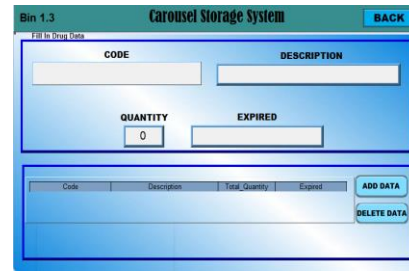 Bin 1.3 Carousel Storage System BACK
Fill In Drug Data
CODE DESCRIPTION
QUANTITY EXPIRED
0
Code Description Total_Quantity Expired
ADD DATA
DELETE DATA